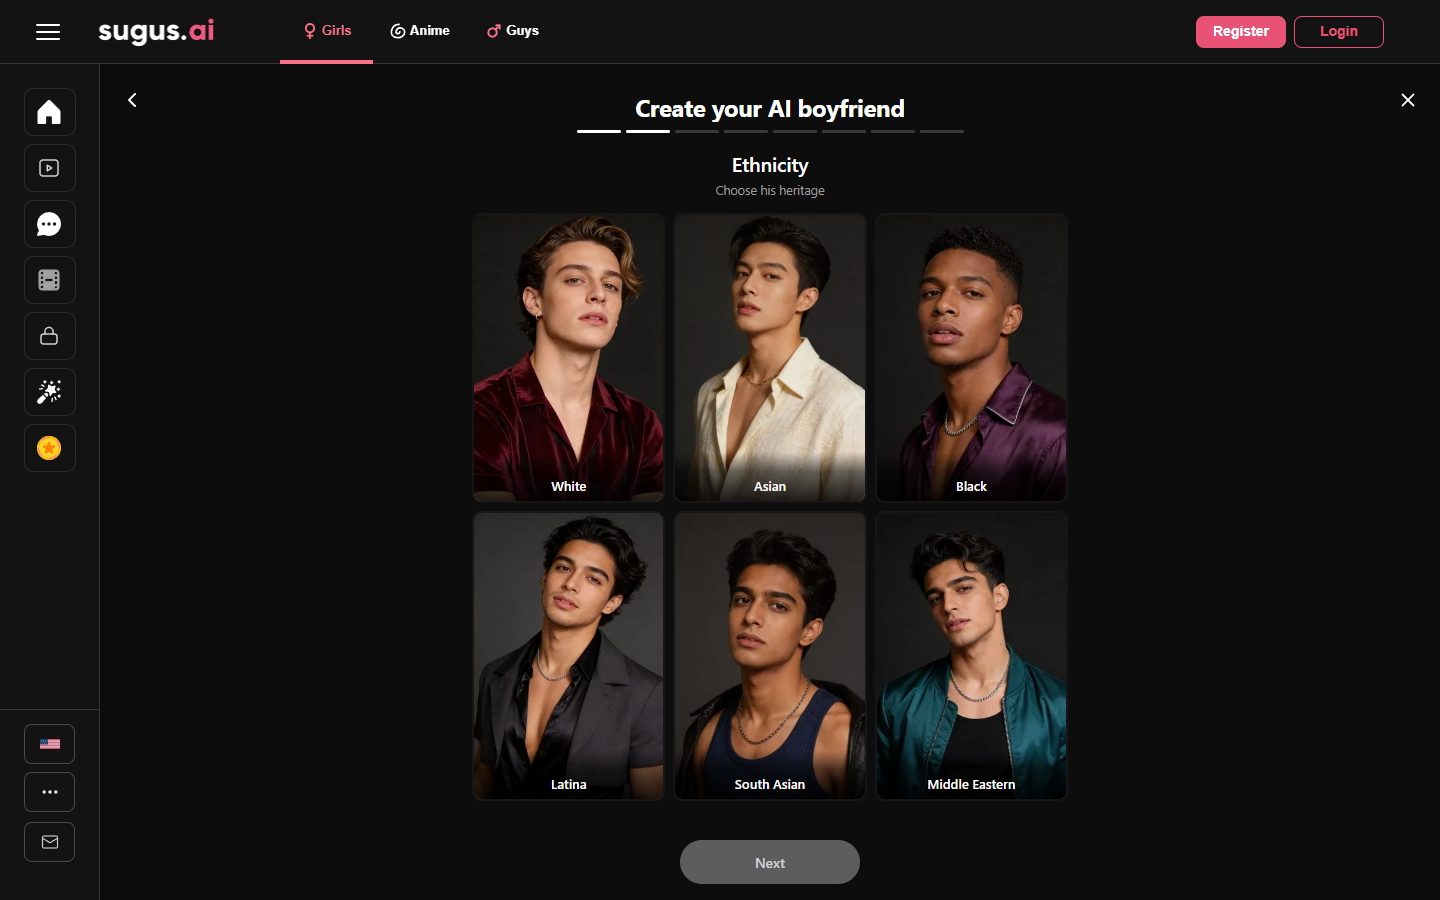 sugus.ai
Girls
Anime
Guys
Register
Login
Create your AI boyfriend
Ethnicity
Choose his heritage
White
Asian
Black
Latina
South Asian
Middle Eastern
Next